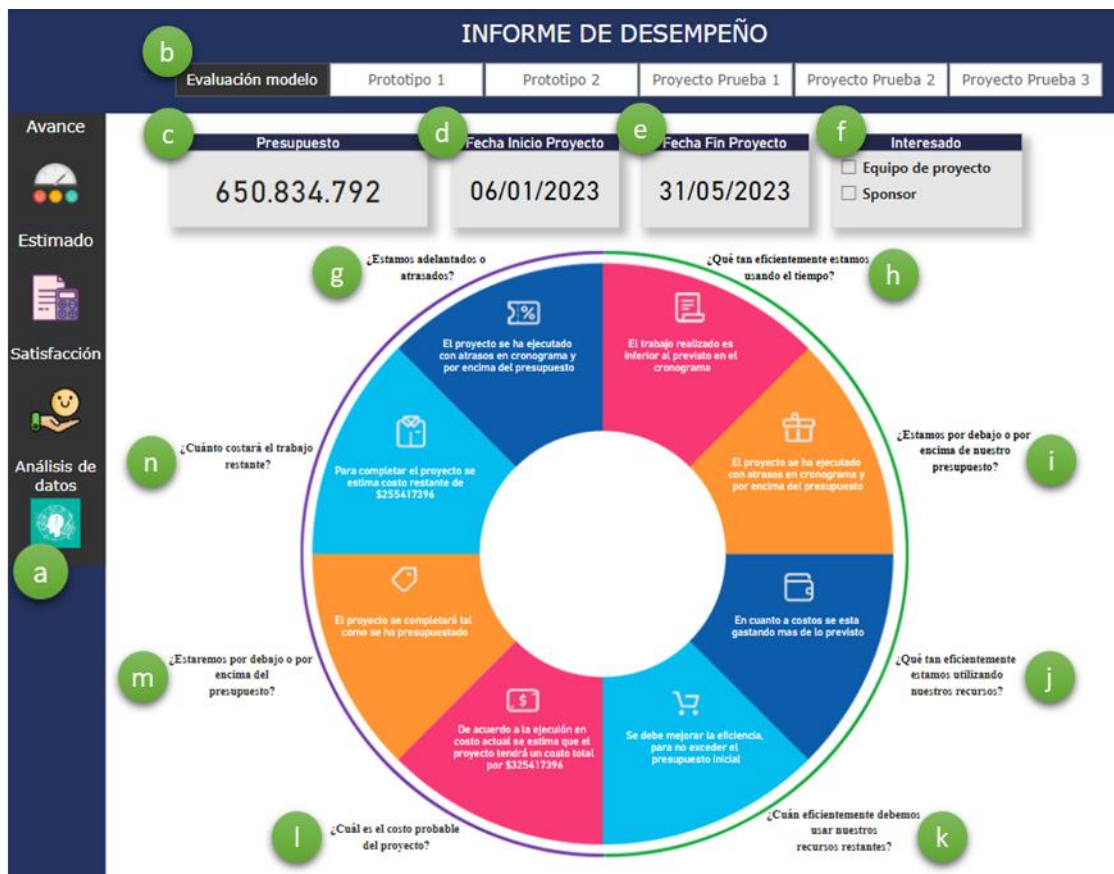 INFORME DE DESEMPEÑO
b
Evaluación modelo
Prototipo 1
Prototipo 2
Proyecto Prueba 1
Proyecto Prueba 2
Proyecto Prueba 3
Avance
Estimado
Satisfacción
Análisis de
datos
a
c
Presupuesto
650.834.792
d
Fecha Inicio Proyecto
06/01/2023
e
Fecha Fin Proyecto
31/05/2023
f
Interesado
Equipo de proyecto
Sponsor
g
¿Estamos adelantados o
atrasados?
%
El proyecto se ha ejecutado
con atrasos en cronograma y
por encima del presupuesto
¿Qué tan eficientemente estamos
usando el tiempo?
h
El trabajo realizado es
inferior al previsto en el
cronograma
¿Estamos por debajo o por
encima de nuestro
presupuesto?
i
El proyecto se ha ejecutado
con atrasos en cronograma y
por encima del presupuesto
¿Qué tan eficientemente
estamos utilizando
nuestros recursos?
j
En cuanto a costos se esta
gastando mas de lo previsto
¿Cuán eficientemente debemos
usar nuestros
recursos restantes?
k
Se debe mejorar la eficiencia,
para no exceder el
presupuesto inicial
l
¿Cuál es el costo probable
del proyecto?
$
De acuerdo a la ejecuión en
costo actual se estima que el
proyecto tendrá un costo total
por $325417396
m
¿Estaremos por debajo o por
encima del
presupuesto?
El proyecto se completará tal
como se ha presupuestado
n
¿Cuánto costará el trabajo
restante?
Para completar el proyecto se
estima costo restante de
$255417396